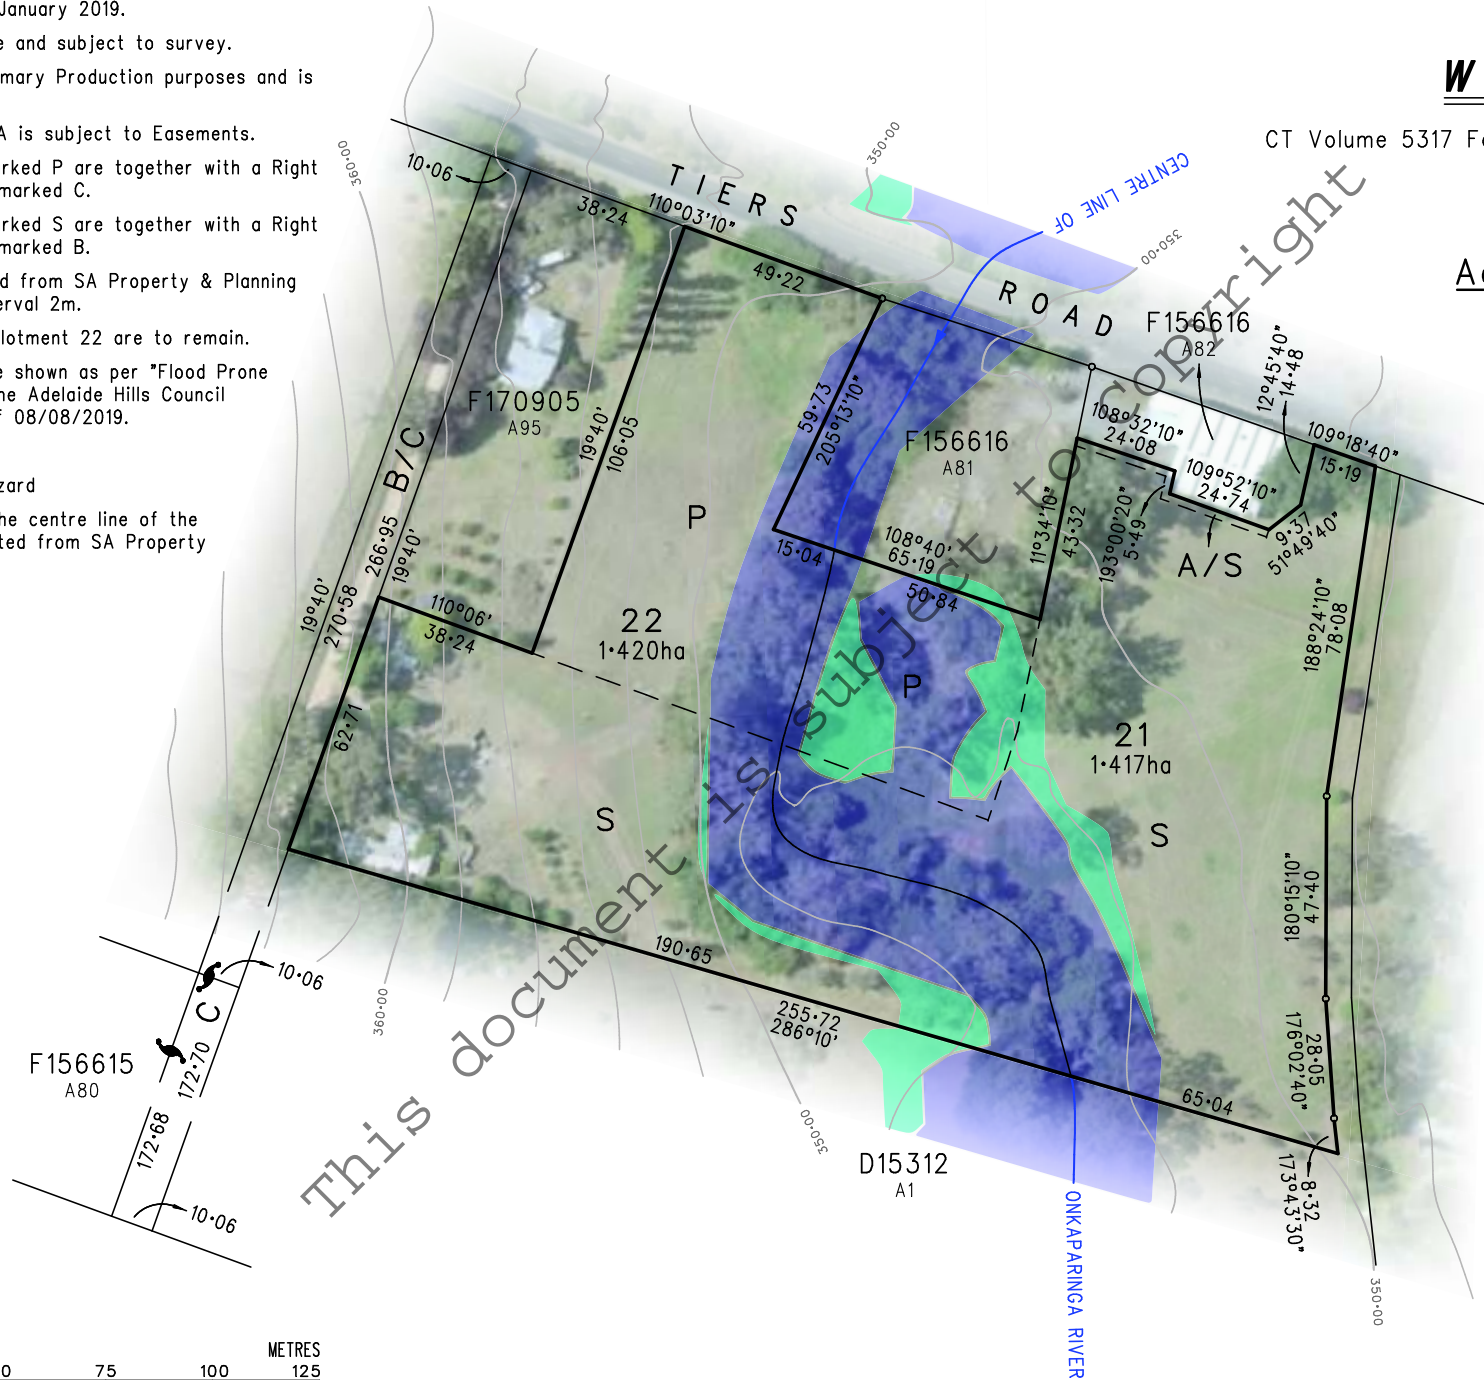 January 2019.
e and subject to survey.
mary Production purposes and is
A is subject to Easements.
rked P are together with a Right
marked C.
rked S are together with a Right
marked B.
d from SA Property & Planning
erval 2m.
lotment 22 are to remain.
e shown as per "Flood Prone
he Adelaide Hills Council
f 08/08/2019.
zard
he centre line of the
ted from SA Property
W
CT Volume 5317 Fo
Ad
TIERS
ROAD
CENTRE LINE OF
ONKAPARINGA RIVER
360·00
350·00
350·00
10·06
38·24
110°03'10"
49·22
F170905
A95
19°40'
106·05
59·73
205°13'10"
F156616
A81
F156616
A82
12°45'40"
14·48
108°32'10"
24·08
109°18'40"
15·19
109°52'10"
24·74
9·37
51°49'40"
193°00'20"
5·49
11°34'10"
43·32
A/S
B/C
266·95
19°40'
19°40'
270·58
110°06'
38·24
P
15·04
108°40'
65·19
50·84
22
1·420ha
P
188°24'10"
78·08
21
1·417ha
62·71
S
S
180°15'10"
47·40
190·65
255·72
286°10'
65·04
28·05
176°02'40"
8·32
173°43'30"
10·06
C
360·00
F156615
A80
172·70
172·68
10·06
350·00
D15312
A1
350·00
This document is subject to copyright
METRES
0 75 100 125